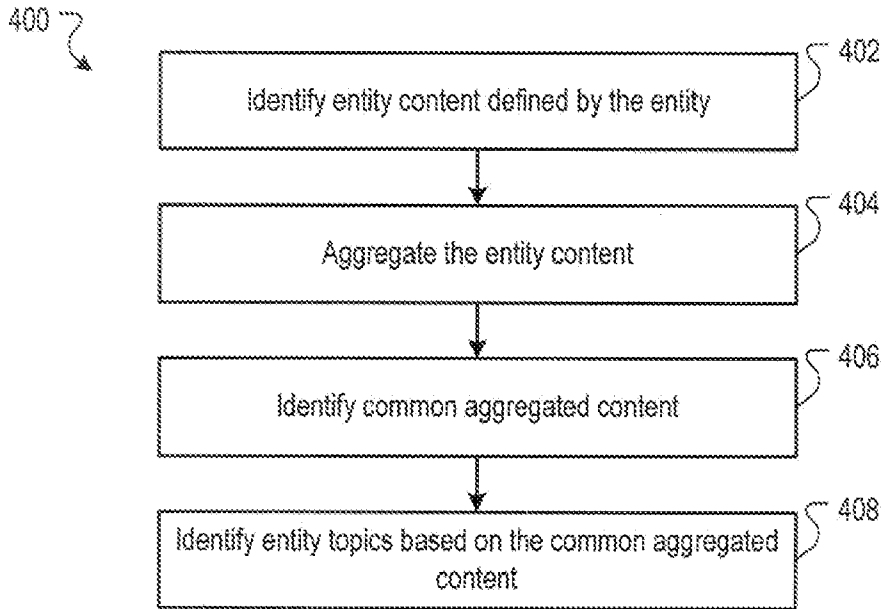 400
402
Identify entity content defined by the entity
404
Aggregate the entity content
406
Identify common aggregated content
408
Identify entity topics based on the common aggregated
content